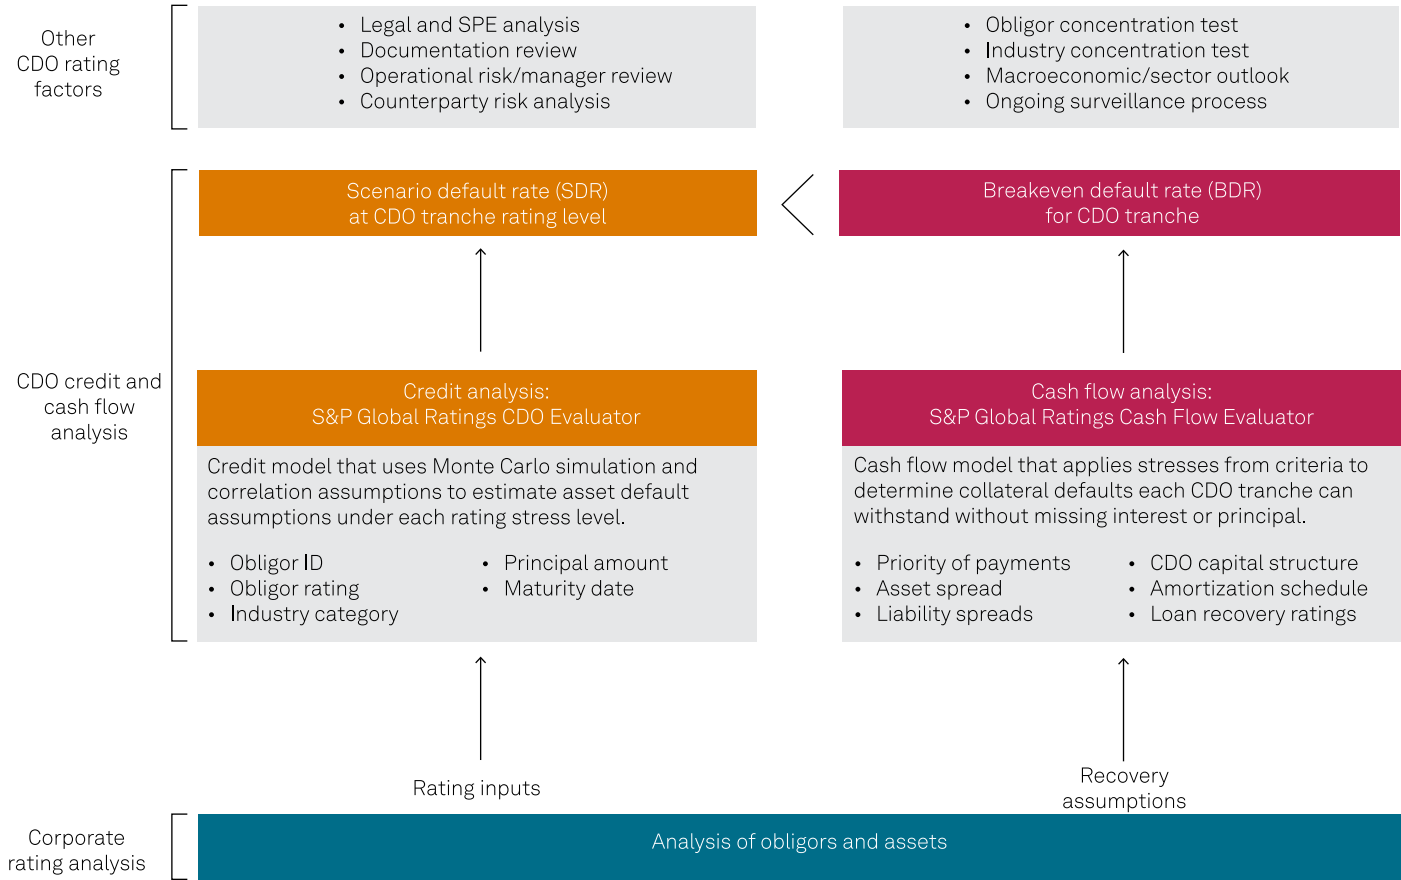 Other
CDO rating
factors
• Legal and SPE analysis
• Documentation review
• Operational risk/manager review
• Counterparty risk analysis
• Obligor concentration test
• Industry concentration test
• Macroeconomic/sector outlook
• Ongoing surveillance process
CDO credit and
cash flow
analysis
Scenario default rate (SDR)
at CDO tranche rating level
<
Breakeven default rate (BDR)
for CDO tranche
Credit analysis:
S&P Global Ratings CDO Evaluator
Credit model that uses Monte Carlo simulation and
correlation assumptions to estimate asset default
assumptions under each rating stress level.
• Obligor ID
• Obligor rating
• Industry category
• Principal amount
• Maturity date
Cash flow analysis:
S&P Global Ratings Cash Flow Evaluator
Cash flow model that applies stresses from criteria to
determine collateral defaults each CDO tranche can
withstand without missing interest or principal.
• Priority of payments
• Asset spread
• Liability spreads
• CDO capital structure
• Amortization schedule
• Loan recovery ratings
Rating inputs
Recovery
assumptions
Corporate
rating analysis
Analysis of obligors and assets